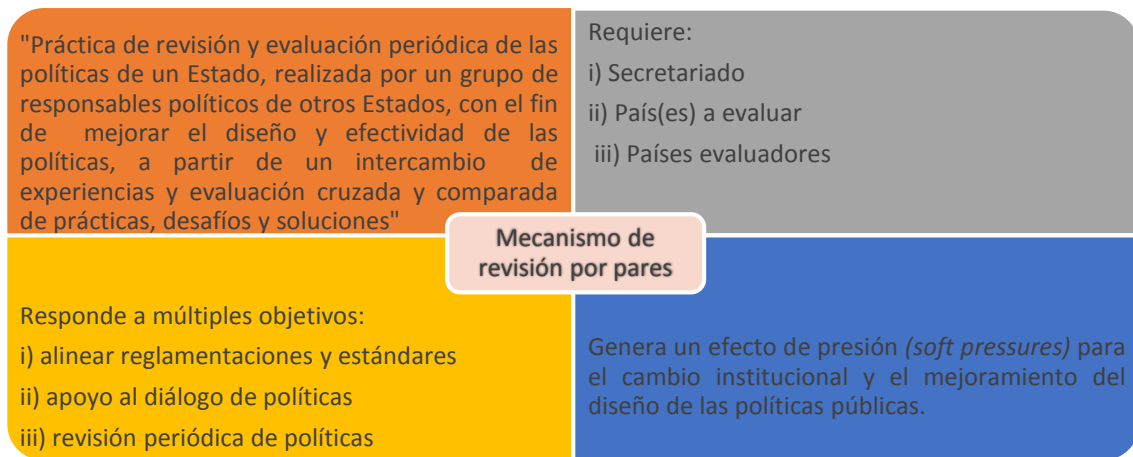 "Práctica de revisión y evaluación periódica de las
políticas de un Estado, realizada por un grupo de
responsables políticos de otros Estados, con el fin
de mejorar el diseño y efectividad de las
políticas, a partir de un intercambio de
experiencias y evaluación cruzada y comparada
de prácticas, desafíos y soluciones"
Requiere:
i) Secretariado
ii) País(es) a evaluar
iii) Países evaluadores
Mecanismo de
revisión por pares
Responde a múltiples objetivos:
i) alinear reglamentaciones y estándares
ii) apoyo al diálogo de políticas
iii) revisión periódica de políticas
Genera un efecto de presión (soft pressures) para
el cambio institucional y el mejoramiento del
diseño de las políticas públicas.